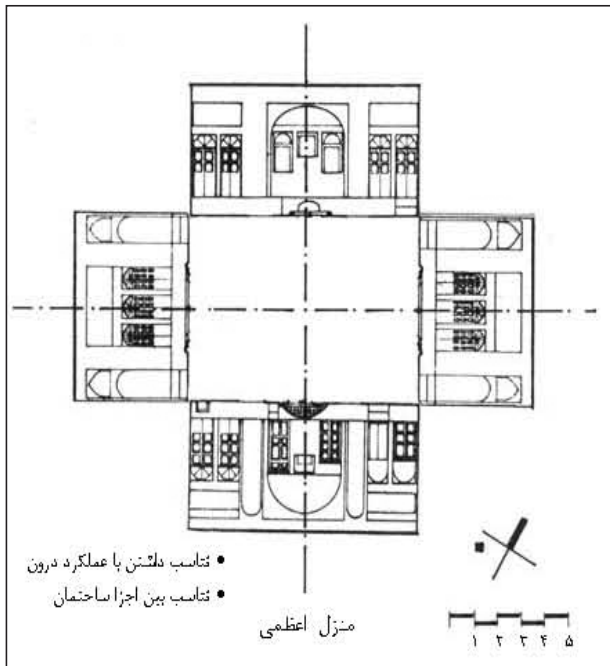 • تناسب داشتن با عملکرد درون
• تناسب بین اجزا ساختمان
منزل اعظمی
۱ ۲ ۳ ۴ ۵